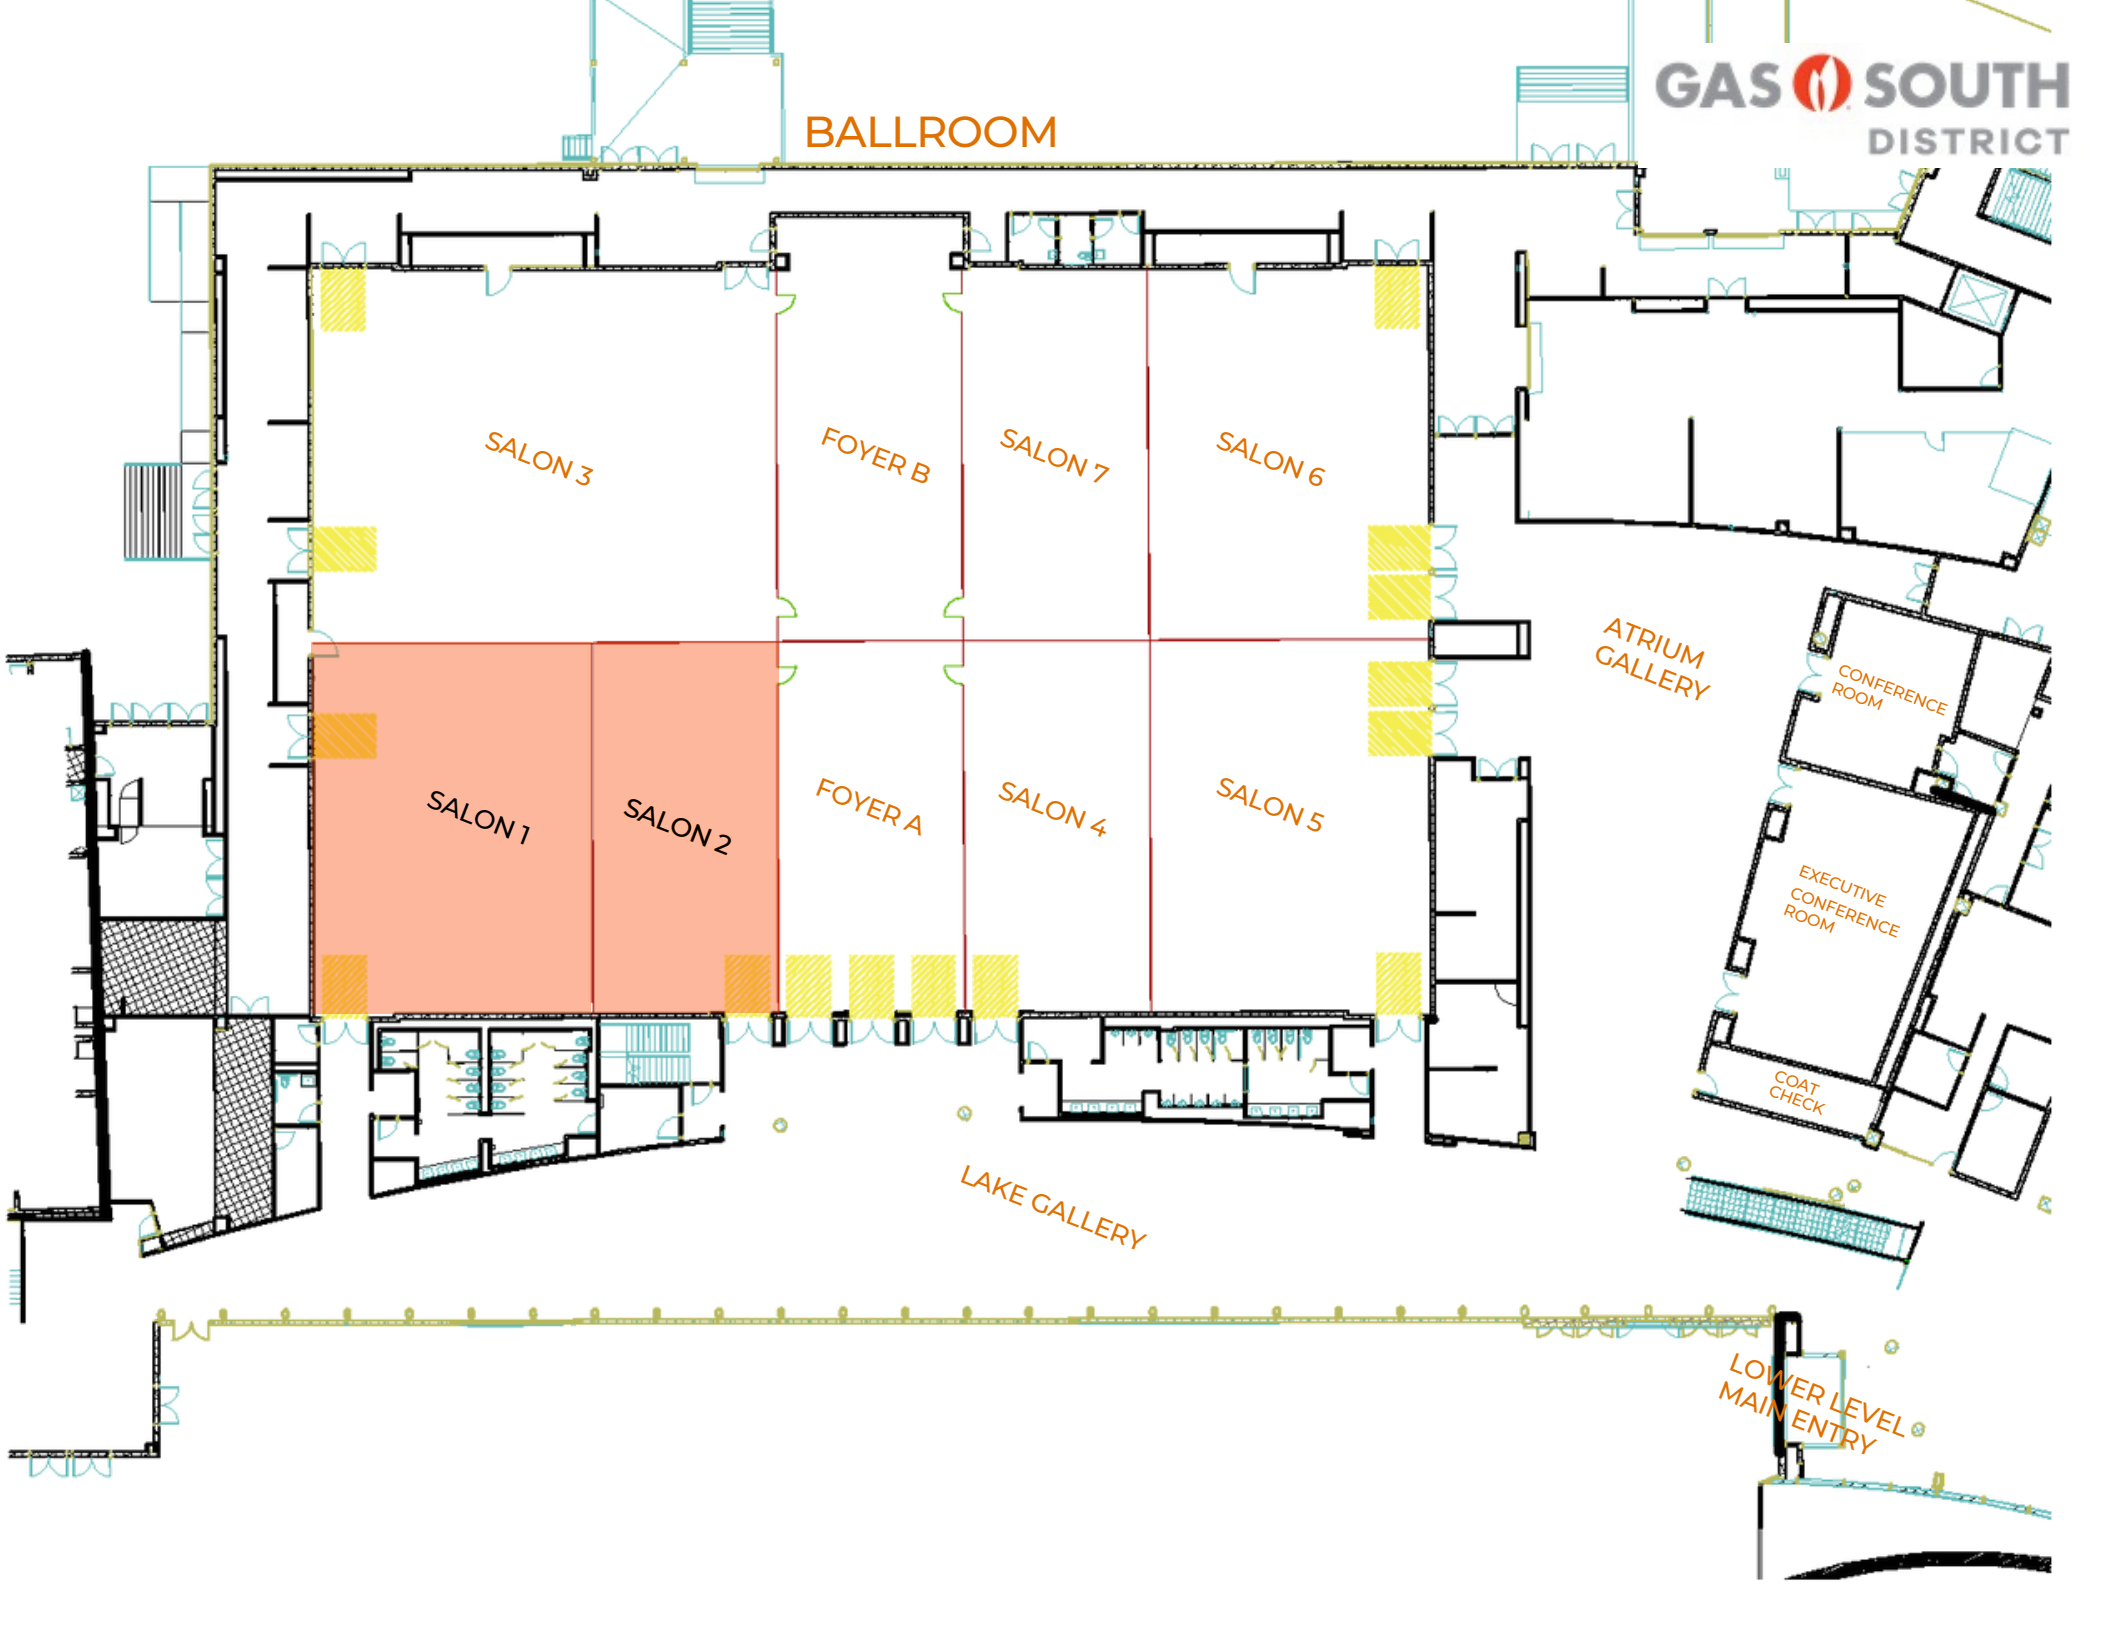 GAS SOUTH
DISTRICT
BALLROOM
SALON 3
FOYER B
SALON 7
SALON 6
ATRIUM
GALLERY
CONFERENCE
ROOM
SALON 1
SALON 2
FOYER A
SALON 4
SALON 5
EXECUTIVE
CONFERENCE
ROOM
COAT
CHECK
LAKE GALLERY
LOWER LEVEL
MAIN ENTRY